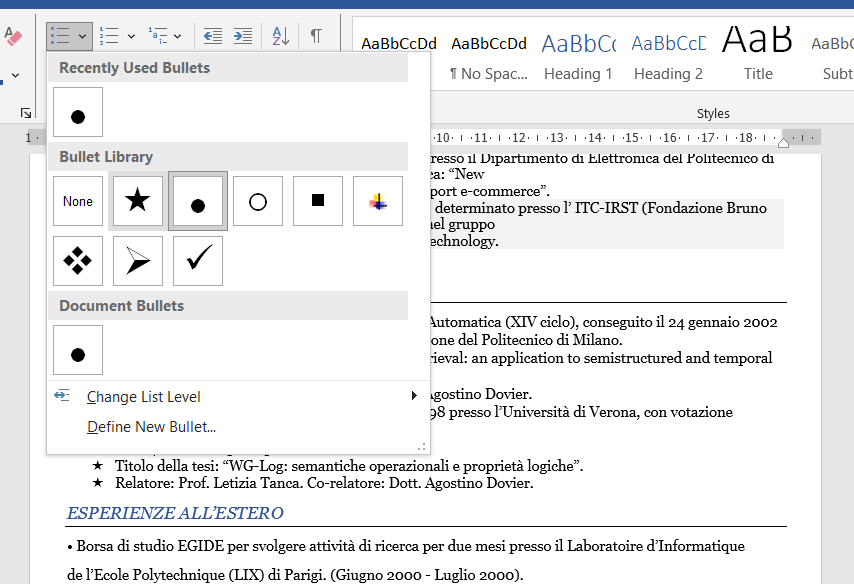 AaBbCcDd AaBbCcDd AaBbCc AaBbCcD AaB AaBbC
¶ No Spac... Heading 1 Heading 2 Title Subt
Styles
1 · 10 · 11 · 12 · 13 · 14 · 15 · 16 · 17 · 18
Recently Used Bullets
Bullet Library
None
Document Bullets
Change List Level
Define New Bullet...
resso il Dipartimento di Elettronica del Politecnico di
ca: “New
port e-commerce”.
determinato presso l’ ITC-IRST (Fondazione Bruno
nel gruppo
echnology.
Automatica (XIV ciclo), conseguito il 24 gennaio 2002
one del Politecnico di Milano.
rieval: an application to semistructured and temporal
Agostino Dovier.
98 presso l’Università di Verona, con votazione
★ Titolo della tesi: “WG-Log: semantiche operazionali e proprietà logiche”.
★ Relatore: Prof. Letizia Tanca. Co-relatore: Dott. Agostino Dovier.
ESPERIENZE ALL’ESTERO
• Borsa di studio EGIDE per svolgere attività di ricerca per due mesi presso il Laboratoire d’Informatique
de l’Ecole Polytechnique (LIX) di Parigi. (Giugno 2000 - Luglio 2000).